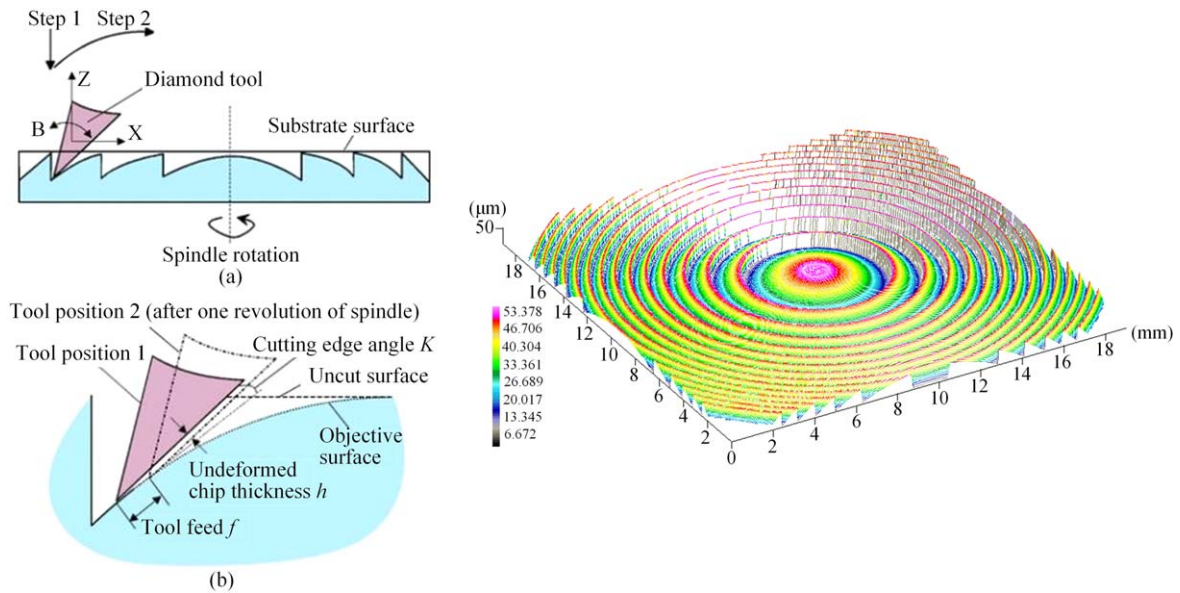 Step 1 Step 2
Z
Diamond tool
B
X
Substrate surface
Spindle rotation
(a)
Tool position 2 (after one revolution of spindle)
Tool position 1
Cutting edge angle K
Uncut surface
Objective
surface
Undeformed
chip thickness h
Tool feed f
(b)
(μm)
50
18
16
14
12
10
8
6
4
2
0
2
4
6
8
10
12
14
16
18
(mm)
53.378
46.706
40.304
33.361
26.689
20.017
13.345
6.672